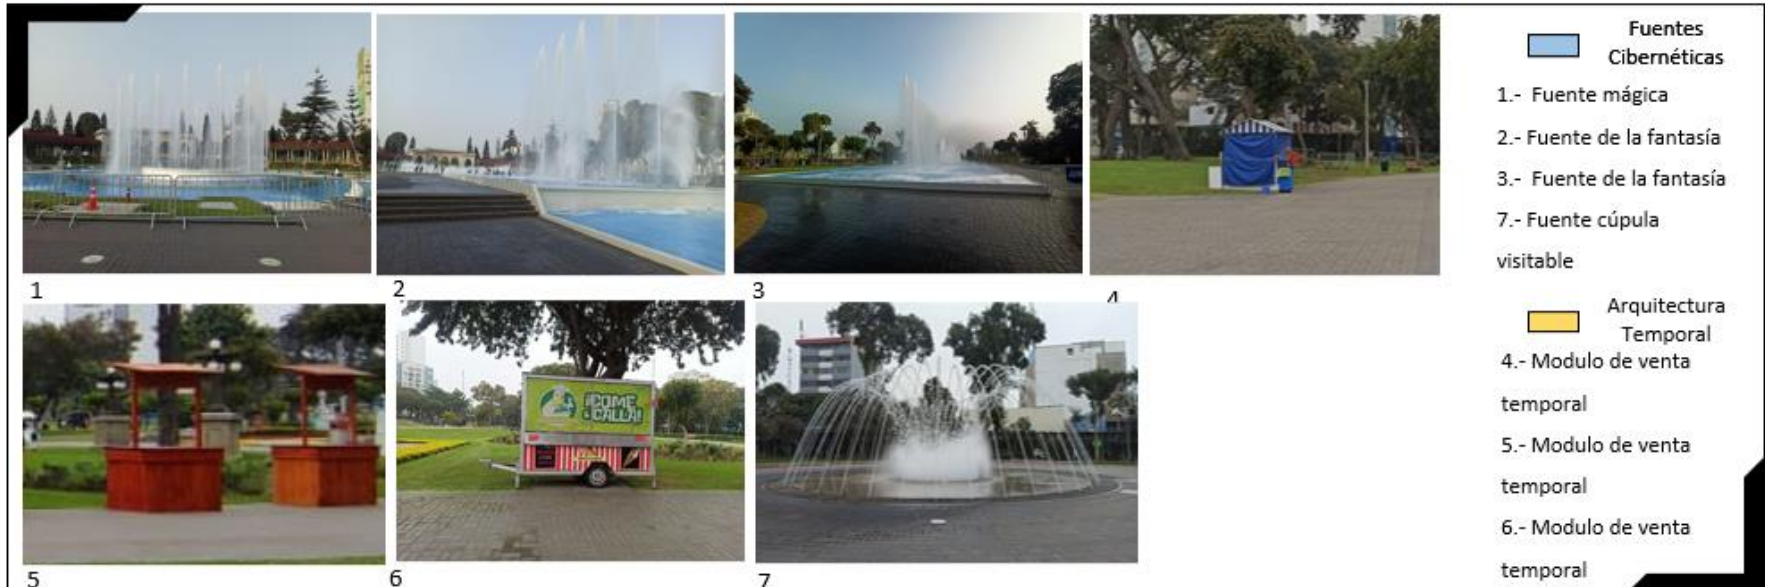 1
2
3
4
¡COME
& CALLA!
5
6
7
Fuentes
Cibernéticas
1.- Fuente mágica
2.- Fuente de la fantasía
3.- Fuente de la fantasía
7.- Fuente cúpula
visitable
Arquitectura
Temporal
4.- Modulo de venta
temporal
5.- Modulo de venta
temporal
6.- Modulo de venta
temporal